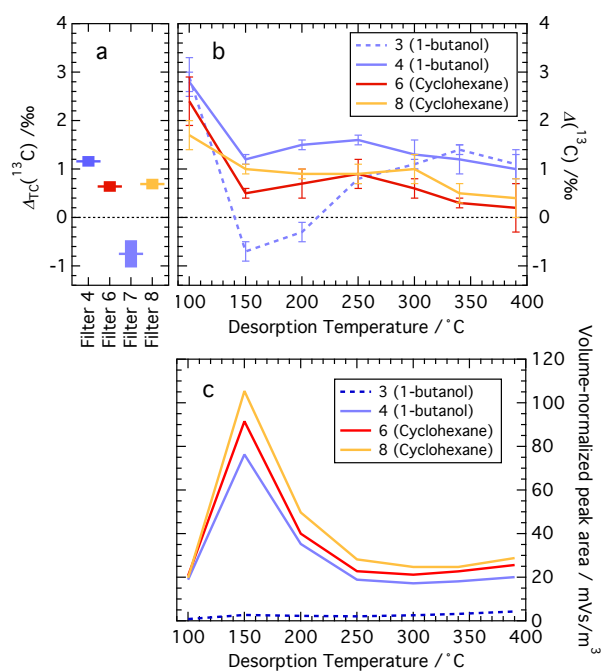 a
4
3
2
1
0
-1
Δ_TC(¹³C) /‰
Filter 4
Filter 6
Filter 7
Filter 8
b
3 (1-butanol)
4 (1-butanol)
6 (Cyclohexane)
8 (Cyclohexane)
4
3
2
1
0
-1
Δ(¹³C) /‰
100 150 200 250 300 350 400
Desorption Temperature /˚C
c
3 (1-butanol)
4 (1-butanol)
6 (Cyclohexane)
8 (Cyclohexane)
120
100
80
60
40
20
0
Volume-normalized peak area / mVs/m³
100 150 200 250 300 350 400
Desorption Temperature /˚C